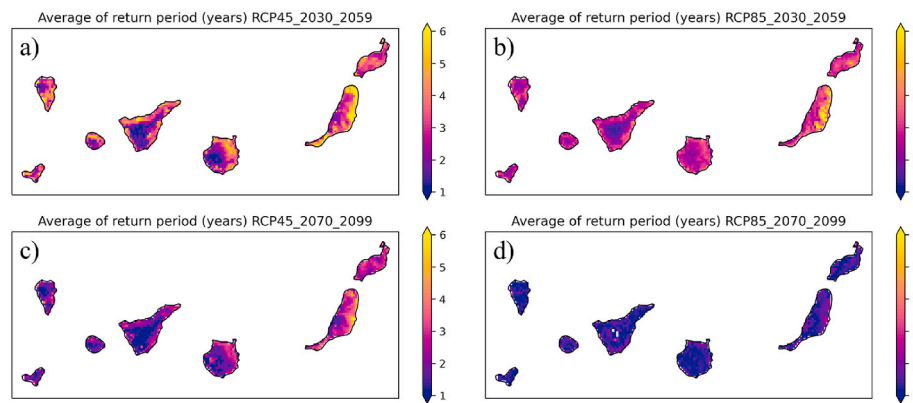 Average of return period (years) RCP45_2030_2059
a)
6
5
4
3
2
1
Average of return period (years) RCP85_2030_2059
b)
Average of return period (years) RCP45_2070_2099
c)
6
5
4
3
2
1
Average of return period (years) RCP85_2070_2099
d)